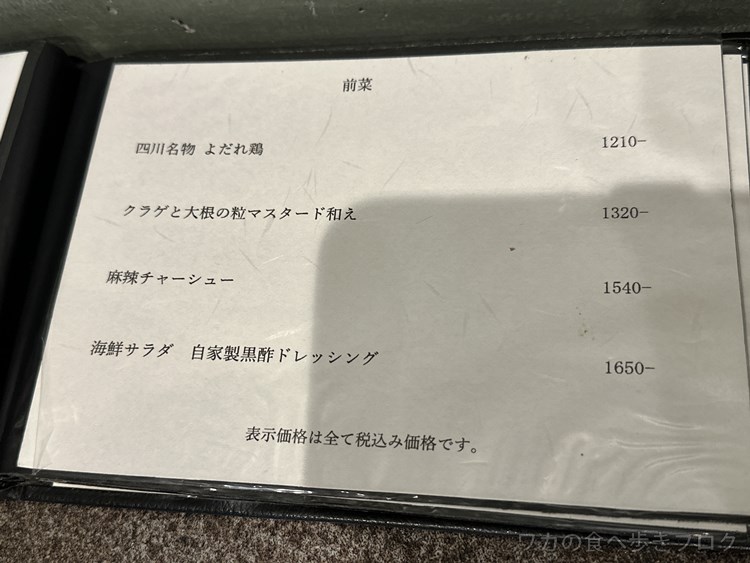 前菜
四川名物 よだれ鶏 1210-
クラゲと大根の粒マスタード和え 1320-
麻辣チャーシュー 1540-
海鮮サラダ 自家製黒酢ドレッシング 1650-
表示価格は全て税込み価格です。
ワカの食べ歩きブログ